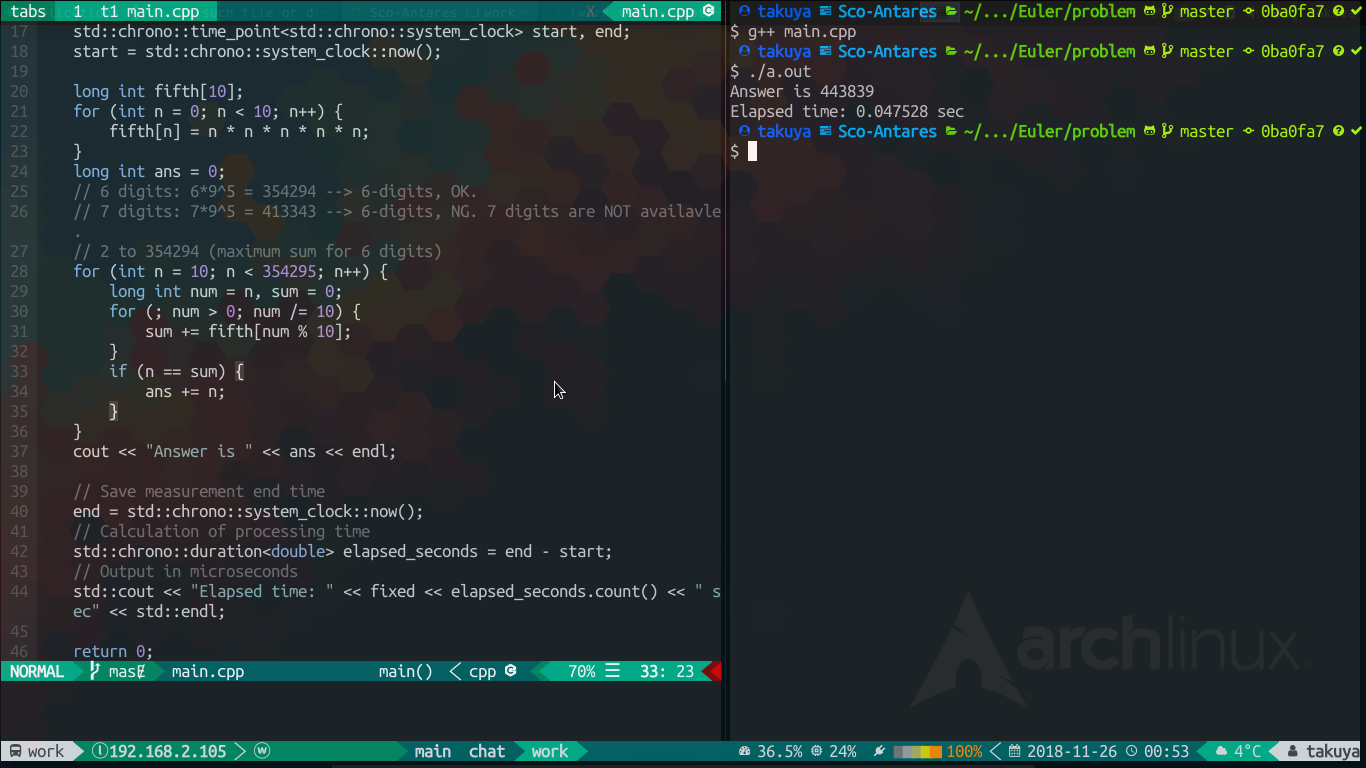 tabs 1 t1 main.cpp X main.cpp
17 std::chrono::time_point<std::chrono::system_clock> start, end;
18 start = std::chrono::system_clock::now();
19
20 long int fifth[10];
21 for (int n = 0; n < 10; n++) {
22 fifth[n] = n * n * n * n * n;
23 }
24 long int ans = 0;
25 // 6 digits: 6*9^5 = 354294 --> 6-digits, OK.
26 // 7 digits: 7*9^5 = 413343 --> 6-digits, NG. 7 digits are NOT availavle
.
27 // 2 to 354294 (maximum sum for 6 digits)
28 for (int n = 10; n < 354295; n++) {
29 long int num = n, sum = 0;
30 for (; num > 0; num /= 10) {
31 sum += fifth[num % 10];
32 }
33 if (n == sum) {
34 ans += n;
35 }
36 }
37 cout << "Answer is " << ans << endl;
38
39 // Save measurement end time
40 end = std::chrono::system_clock::now();
41 // Calculation of processing time
42 std::chrono::duration<double> elapsed_seconds = end - start;
43 // Output in microseconds
44 std::cout << "Elapsed time: " << fixed << elapsed_seconds.count() << " s
ec" << std::endl;
45
46 return 0;
NORMAL main.cpp main() < cpp 70% ☰ 33: 23
takuya Sco-Antares ~/.../Euler/problem master 0ba0fa7
$ g++ main.cpp
takuya Sco-Antares ~/.../Euler/problem master 0ba0fa7
$ ./a.out
Answer is 443839
Elapsed time: 0.047528 sec
takuya Sco-Antares ~/.../Euler/problem master 0ba0fa7
$
archlinux
work 192.168.2.105 main chat work 36.5% 24% 100% 2018-11-26 00:53 4°C takuya